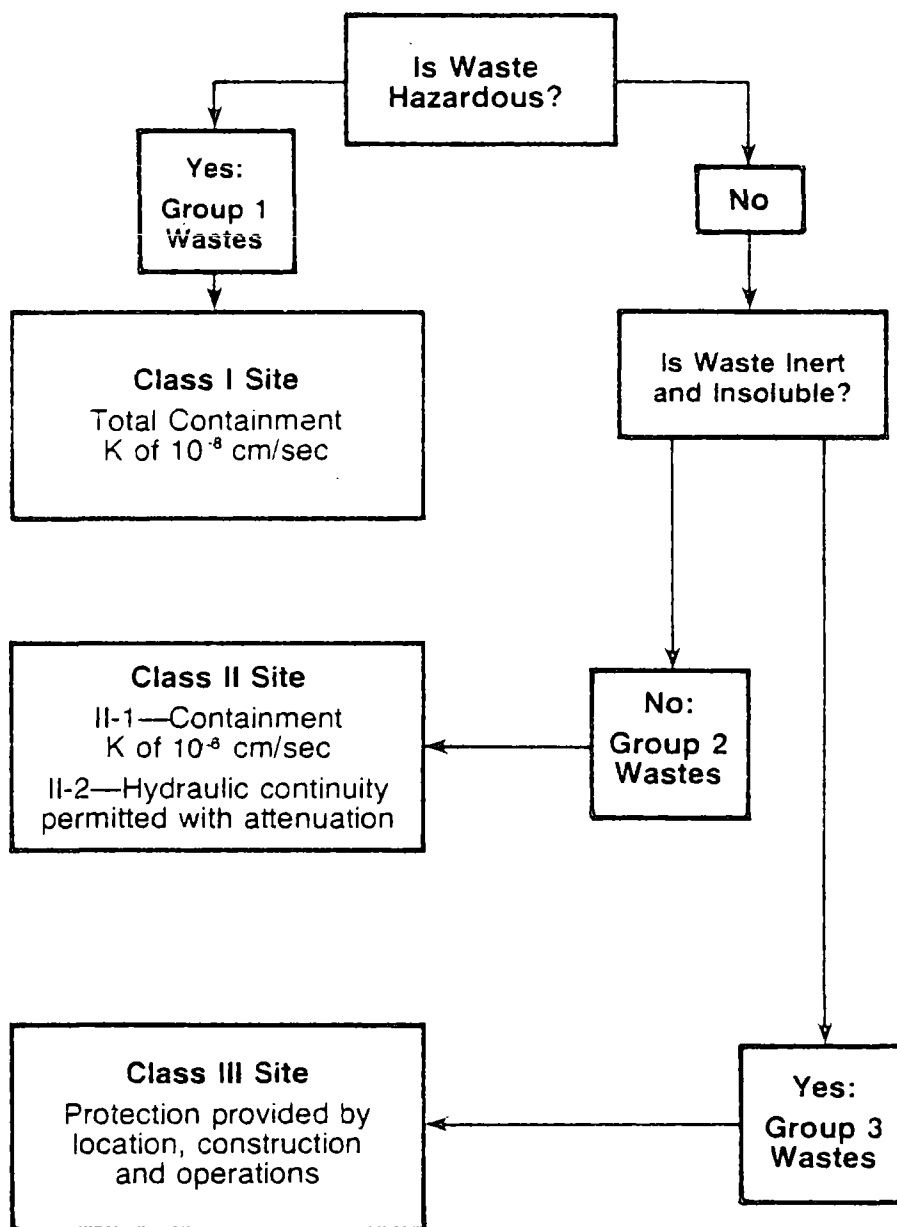 Is Waste
Hazardous?
Yes:
Group 1
Wastes
No
Class I Site
Total Containment
K of 10⁻⁸ cm/sec
Is Waste Inert
and Insoluble?
Class II Site
II-1—Containment
K of 10⁻⁶ cm/sec
II-2—Hydraulic continuity
permitted with attenuation
No:
Group 2
Wastes
Class III Site
Protection provided by
location, construction
and operations
Yes:
Group 3
Wastes